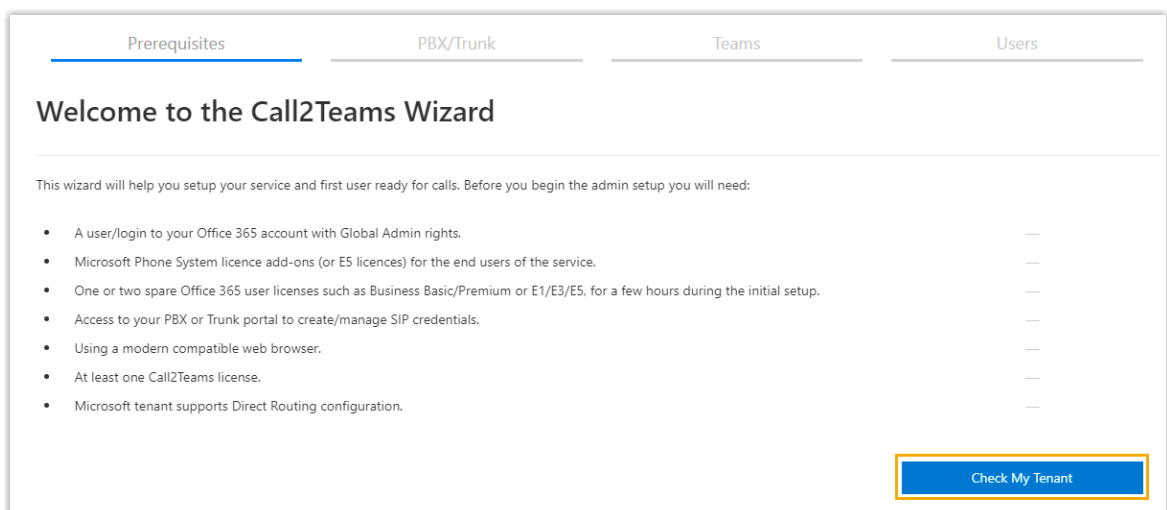 Prerequisites
PBX/Trunk
Teams
Users
Welcome to the Call2Teams Wizard
This wizard will help you setup your service and first user ready for calls. Before you begin the admin setup you will need:
• A user/login to your Office 365 account with Global Admin rights. —
• Microsoft Phone System licence add-ons (or E5 licences) for the end users of the service. —
• One or two spare Office 365 user licenses such as Business Basic/Premium or E1/E3/E5, for a few hours during the initial setup. —
• Access to your PBX or Trunk portal to create/manage SIP credentials. —
• Using a modern compatible web browser. —
• At least one Call2Teams license. —
• Microsoft tenant supports Direct Routing configuration. —
Check My Tenant